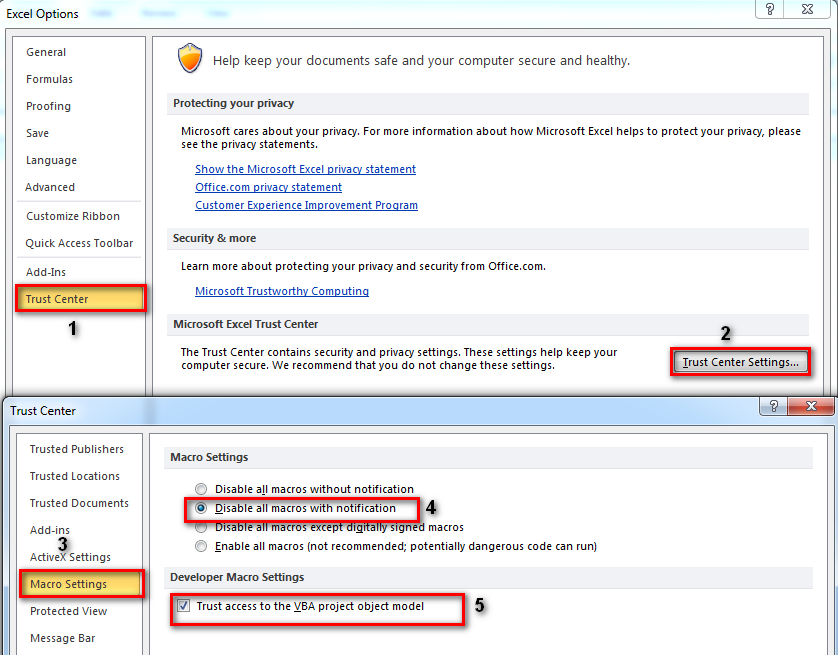 Excel Options
General
Formulas
Proofing
Save
Language
Advanced
Customize Ribbon
Quick Access Toolbar
Add-Ins
Trust Center
1
Help keep your documents safe and your computer secure and healthy.
Protecting your privacy
Microsoft cares about your privacy. For more information about how Microsoft Excel helps to protect your privacy, please
see the privacy statements.
Show the Microsoft Excel privacy statement
Office.com privacy statement
Customer Experience Improvement Program
Security & more
Learn more about protecting your privacy and security from Office.com.
Microsoft Trustworthy Computing
Microsoft Excel Trust Center
2
The Trust Center contains security and privacy settings. These settings help keep your
computer secure. We recommend that you do not change these settings.
Trust Center Settings...
Trust Center
Trusted Publishers
Trusted Locations
Trusted Documents
Add-ins
3
ActiveX Settings
Macro Settings
Protected View
Message Bar
Macro Settings
Disable all macros without notification
Disable all macros with notification
4
Disable all macros except digitally signed macros
Enable all macros (not recommended; potentially dangerous code can run)
Developer Macro Settings
Trust access to the VBA project object model
5